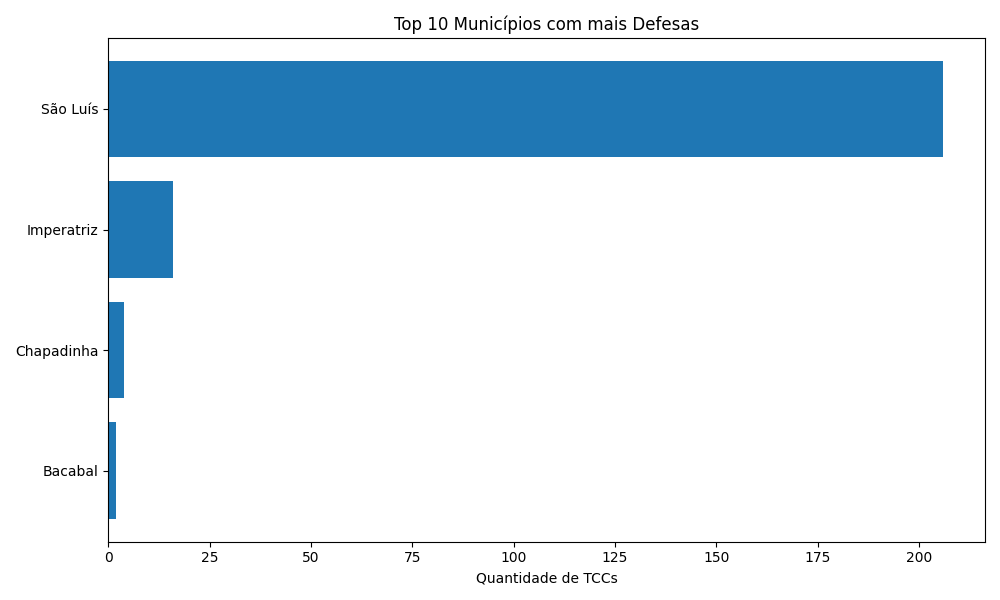 Top 10 Municípios com mais Defesas
São Luís
Imperatriz
Chapadinha
Bacabal
0 25 50 75 100 125 150 175 200
Quantidade de TCCs